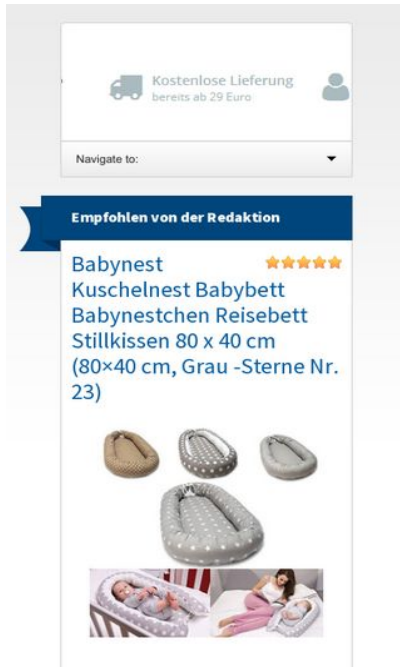 Kostenlose Lieferung
bereits ab 29 Euro
Navigate to:
Empfohlen von der Redaktion
Babynest
Kuschelnest Babybett
Babynestchen Reisebett
Stillkissen 80 x 40 cm
(80×40 cm, Grau -Sterne Nr.
23)